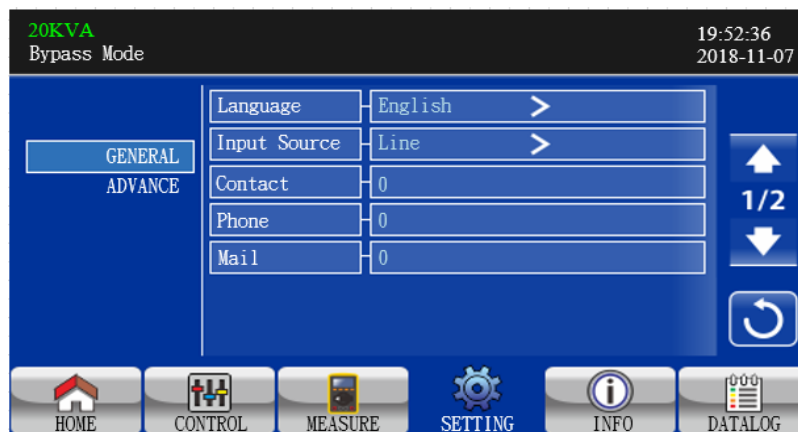 20KVA
19:52:36
Bypass Mode
2018-11-07
Language English >
Input Source Line >
GENERAL
Contact 0
ADVANCE
1/2
Phone 0
Mail 0
HOME CONTROL MEASURE SETTING INFO DATALOG